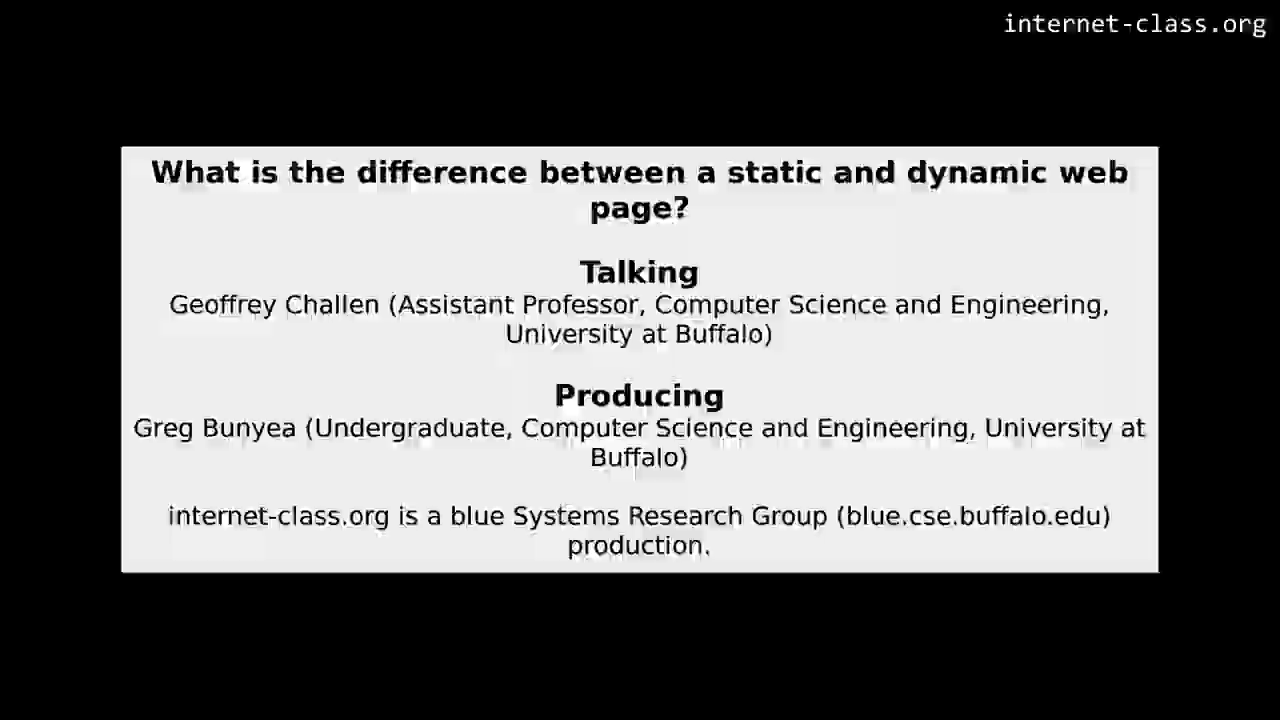 internet-class.org
What is the difference between a static and dynamic web
page?
Talking
Geoffrey Challen (Assistant Professor, Computer Science and Engineering,
University at Buffalo)
Producing
Greg Bunyea (Undergraduate, Computer Science and Engineering, University at
Buffalo)
internet-class.org is a blue Systems Research Group (blue.cse.buffalo.edu)
production.